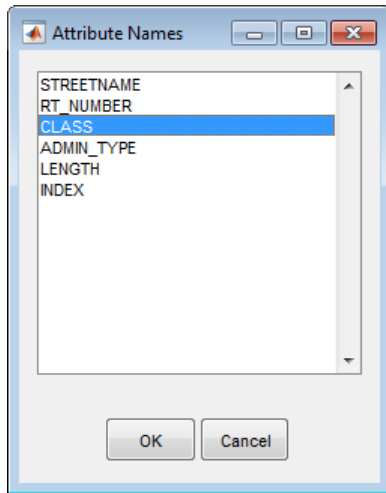 Attribute Names
STREETNAME
RT_NUMBER
CLASS
ADMIN_TYPE
LENGTH
INDEX
OK
Cancel